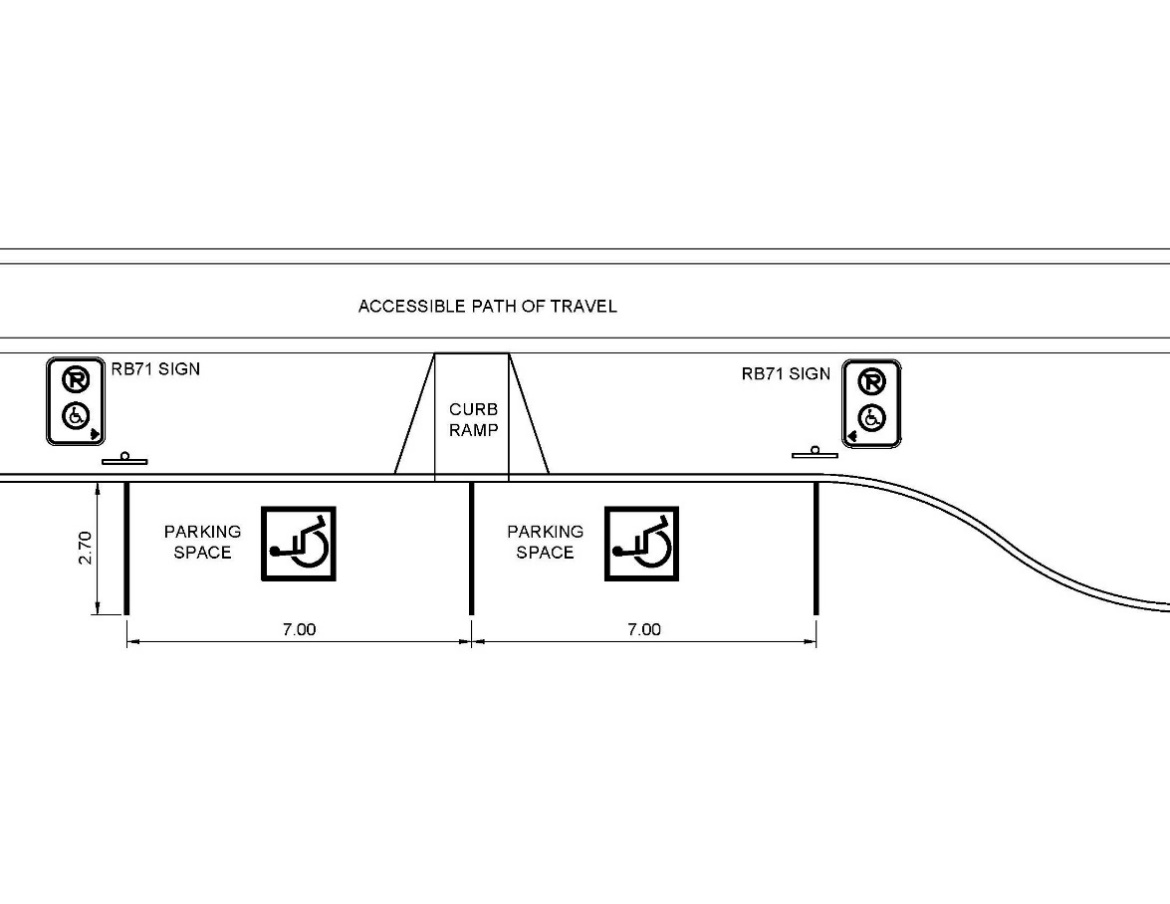 ACCESSIBLE PATH OF TRAVEL
RB71 SIGN
RB71 SIGN
P
P
CURB
RAMP
PARKING
SPACE
PARKING
SPACE
2.70
7.00
7.00